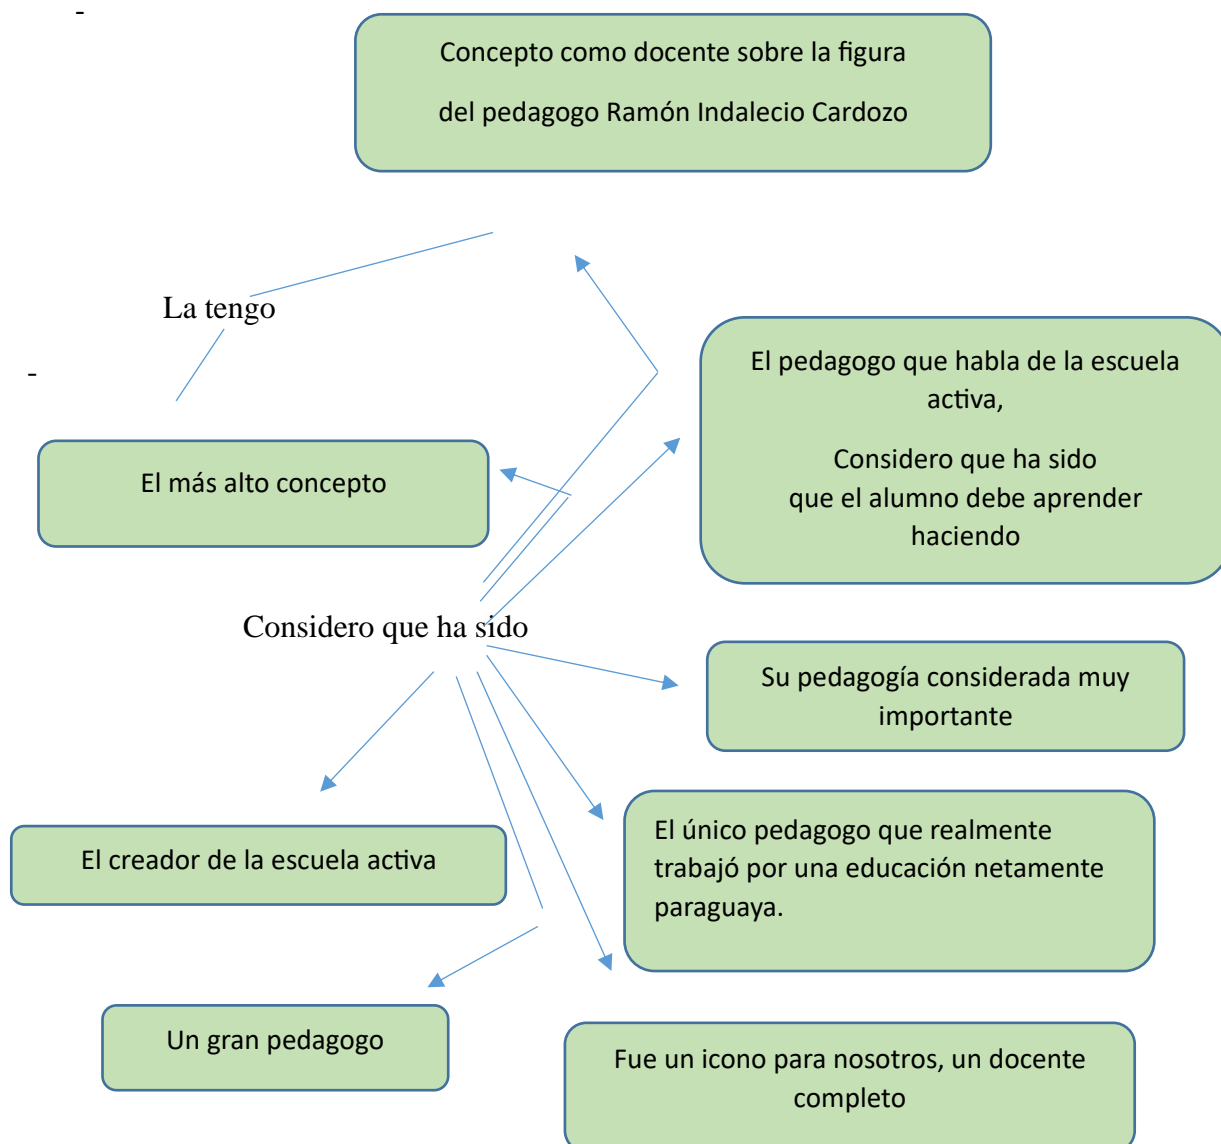 -
Concepto como docente sobre la figura
del pedagogo Ramón Indalecio Cardozo
La tengo
-
El pedagogo que habla de la escuela
activa,
Considero que ha sido
que el alumno debe aprender
haciendo
El más alto concepto
Considero que ha sido
Su pedagogía considerada muy
importante
El creador de la escuela activa
El único pedagogo que realmente
trabajó por una educación netamente
paraguaya.
Un gran pedagogo
Fue un icono para nosotros, un docente
completo